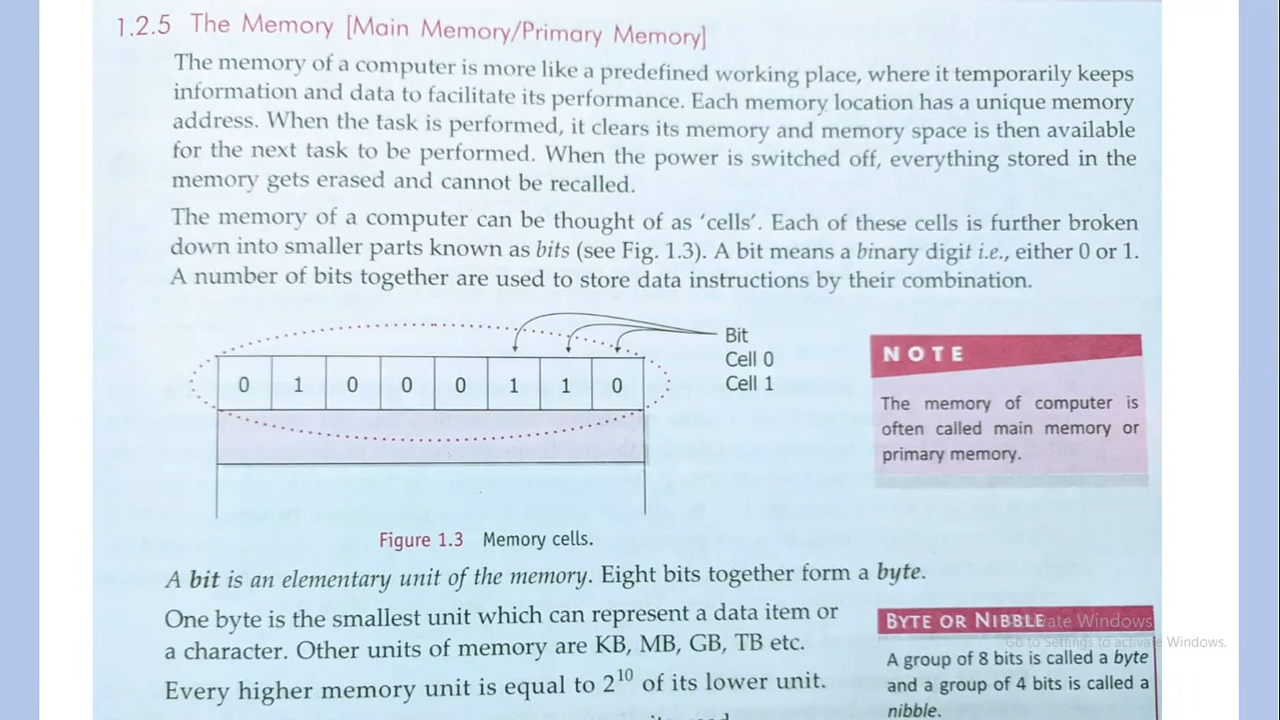 1.2.5 The Memory [Main Memory/Primary Memory]
The memory of a computer is more like a predefined working place, where it temporarily keeps
information and data to facilitate its performance. Each memory location has a unique memory
address. When the task is performed, it clears its memory and memory space is then available
for the next task to be performed. When the power is switched off, everything stored in the
memory gets erased and cannot be recalled.
The memory of a computer can be thought of as ‘cells’. Each of these cells is further broken
down into smaller parts known as bits (see Fig. 1.3). A bit means a binary digit i.e., either 0 or 1.
A number of bits together are used to store data instructions by their combination.
Bit
Cell 0
Cell 1
0 1 0 0 0 1 1 0
Figure 1.3 Memory cells.
NOTE
The memory of computer is
often called main memory or
primary memory.
A bit is an elementary unit of the memory. Eight bits together form a byte.
One byte is the smallest unit which can represent a data item or
a character. Other units of memory are KB, MB, GB, TB etc.
Every higher memory unit is equal to 2¹⁰ of its lower unit.
BYTE OR NIBBLE
A group of 8 bits is called a byte
and a group of 4 bits is called a
nibble.
Windows
Go to Settings to activate Windows.